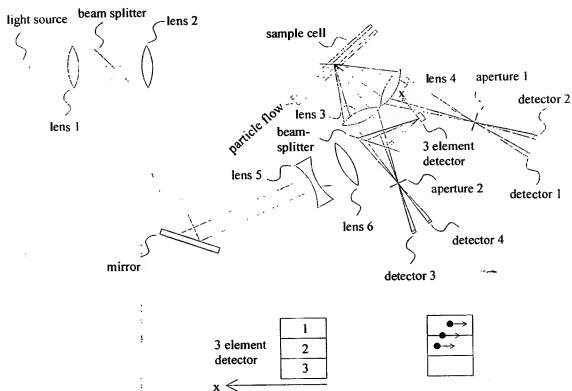 light source
beam splitter
lens 2
lens 1
sample cell
lens 4
aperture 1
detector 2
lens 3
particle flow
beam-
splitter
x
3 element
detector
detector 1
lens 5
aperture 2
lens 6
detector 4
mirror
detector 3
3 element
detector
1
2
3
x